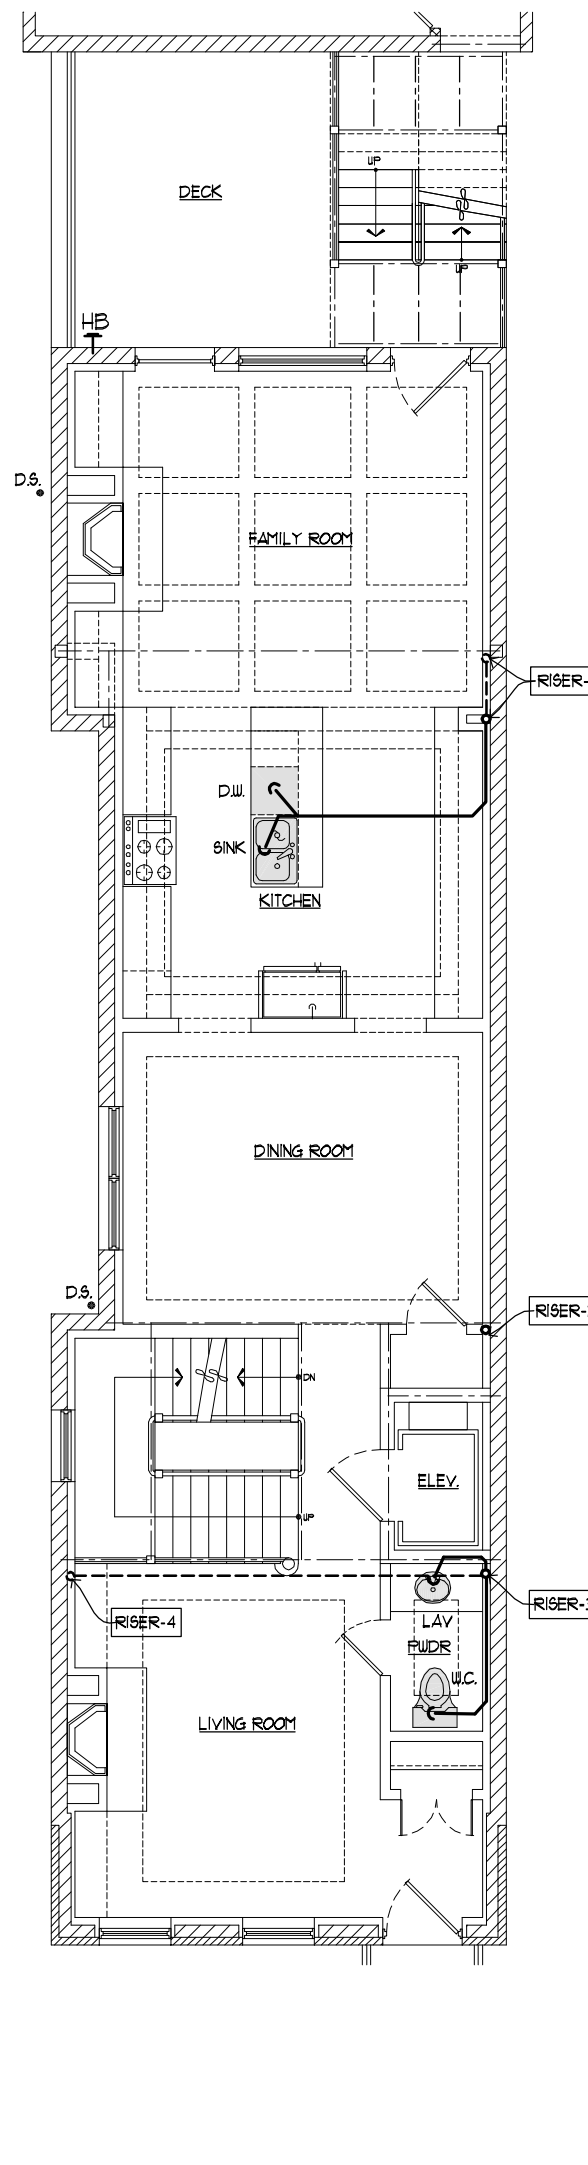 UP
DECK
UP
HB
D.S.
FAMILY ROOM
RISER-
D.W.
SINK
KITCHEN
DINING ROOM
D.S.
RISER-
DN
ELEV.
UP
RISER-
RISER-4
LAV
PWDR
W.C.
LIVING ROOM